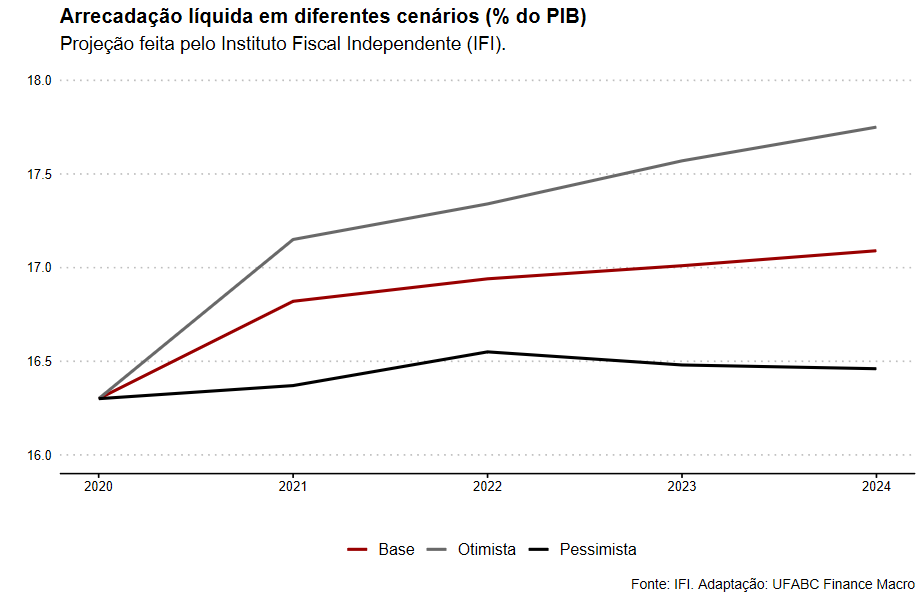 Arrecadação líquida em diferentes cenários (% do PIB)
Projeção feita pelo Instituto Fiscal Independente (IFI).
18.0
17.5
17.0
16.5
16.0
2020 2021 2022 2023 2024
Base Otimista Pessimista
Fonte: IFI. Adaptação: UFABC Finance Macro